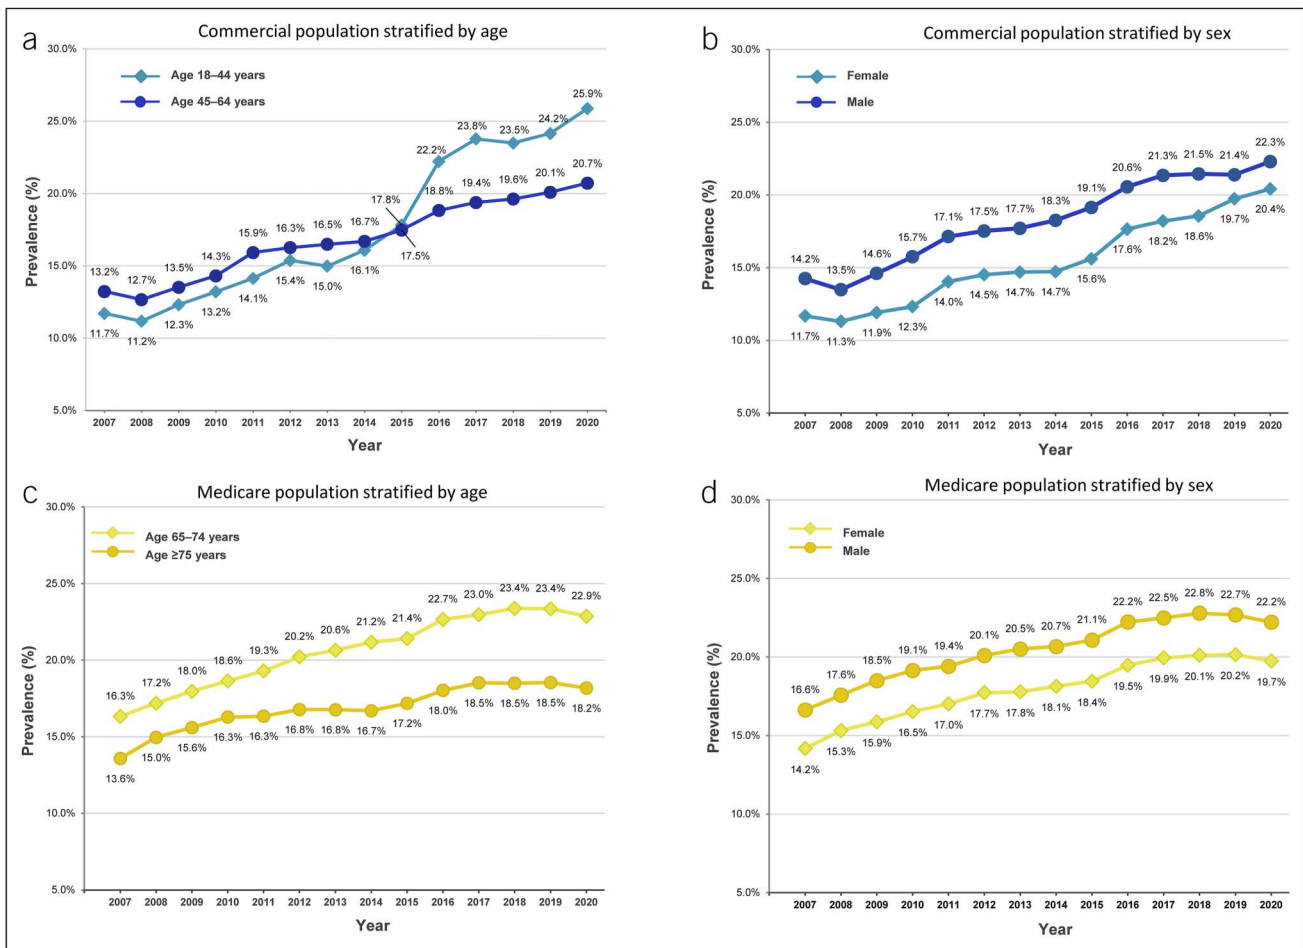 a
Commercial population stratified by age
30.0%
25.0%
20.0%
15.0%
10.0%
5.0%
Prevalence (%)
Age 18–44 years
Age 45–64 years
13.2% 12.7% 13.5% 14.3% 15.9% 16.3% 16.5% 16.7% 17.5% 18.8% 19.4% 19.6% 20.1% 20.7%
11.7% 11.2% 12.3% 13.2% 14.1% 15.4% 15.0% 16.1% 17.8% 22.2% 23.8% 23.5% 24.2% 25.9%
2007 2008 2009 2010 2011 2012 2013 2014 2015 2016 2017 2018 2019 2020
Year
b
Commercial population stratified by sex
30.0%
25.0%
20.0%
15.0%
10.0%
5.0%
Prevalence (%)
Female
Male
14.2% 13.5% 14.6% 15.7% 17.1% 17.5% 17.7% 18.3% 19.1% 20.6% 21.3% 21.5% 21.4% 22.3%
11.7% 11.3% 11.9% 12.3% 14.0% 14.5% 14.7% 14.7% 15.6% 17.6% 18.2% 18.6% 19.7% 20.4%
2007 2008 2009 2010 2011 2012 2013 2014 2015 2016 2017 2018 2019 2020
Year
c
Medicare population stratified by age
30.0%
25.0%
20.0%
15.0%
10.0%
5.0%
Prevalence (%)
Age 65–74 years
Age ≥75 years
16.3% 17.2% 18.0% 18.6% 19.3% 20.2% 20.6% 21.2% 21.4% 22.7% 23.0% 23.4% 23.4% 22.9%
13.6% 15.0% 15.6% 16.3% 16.3% 16.8% 16.8% 16.7% 17.2% 18.0% 18.5% 18.5% 18.5% 18.2%
2007 2008 2009 2010 2011 2012 2013 2014 2015 2016 2017 2018 2019 2020
Year
d
Medicare population stratified by sex
30.0%
25.0%
20.0%
15.0%
10.0%
5.0%
Prevalence (%)
Female
Male
16.6% 17.6% 18.5% 19.1% 19.4% 20.1% 20.5% 20.7% 21.1% 22.2% 22.5% 22.8% 22.7% 22.2%
14.2% 15.3% 15.9% 16.5% 17.0% 17.7% 17.8% 18.1% 18.4% 19.5% 19.9% 20.1% 20.2% 19.7%
2007 2008 2009 2010 2011 2012 2013 2014 2015 2016 2017 2018 2019 2020
Year